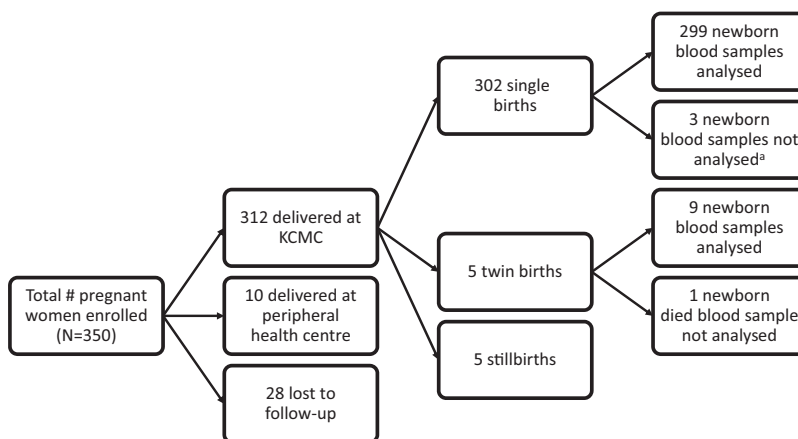 Total # pregnant
women enrolled
(N=350)
312 delivered at
KCMC
10 delivered at
peripheral
health centre
28 lost to
follow-up
302 single
births
5 twin births
5 stillbirths
299 newborn
blood samples
analysed
3 newborn
blood samples not
analysedᵃ
9 newborn
blood samples
analysed
1 newborn
died blood sample
not analysed